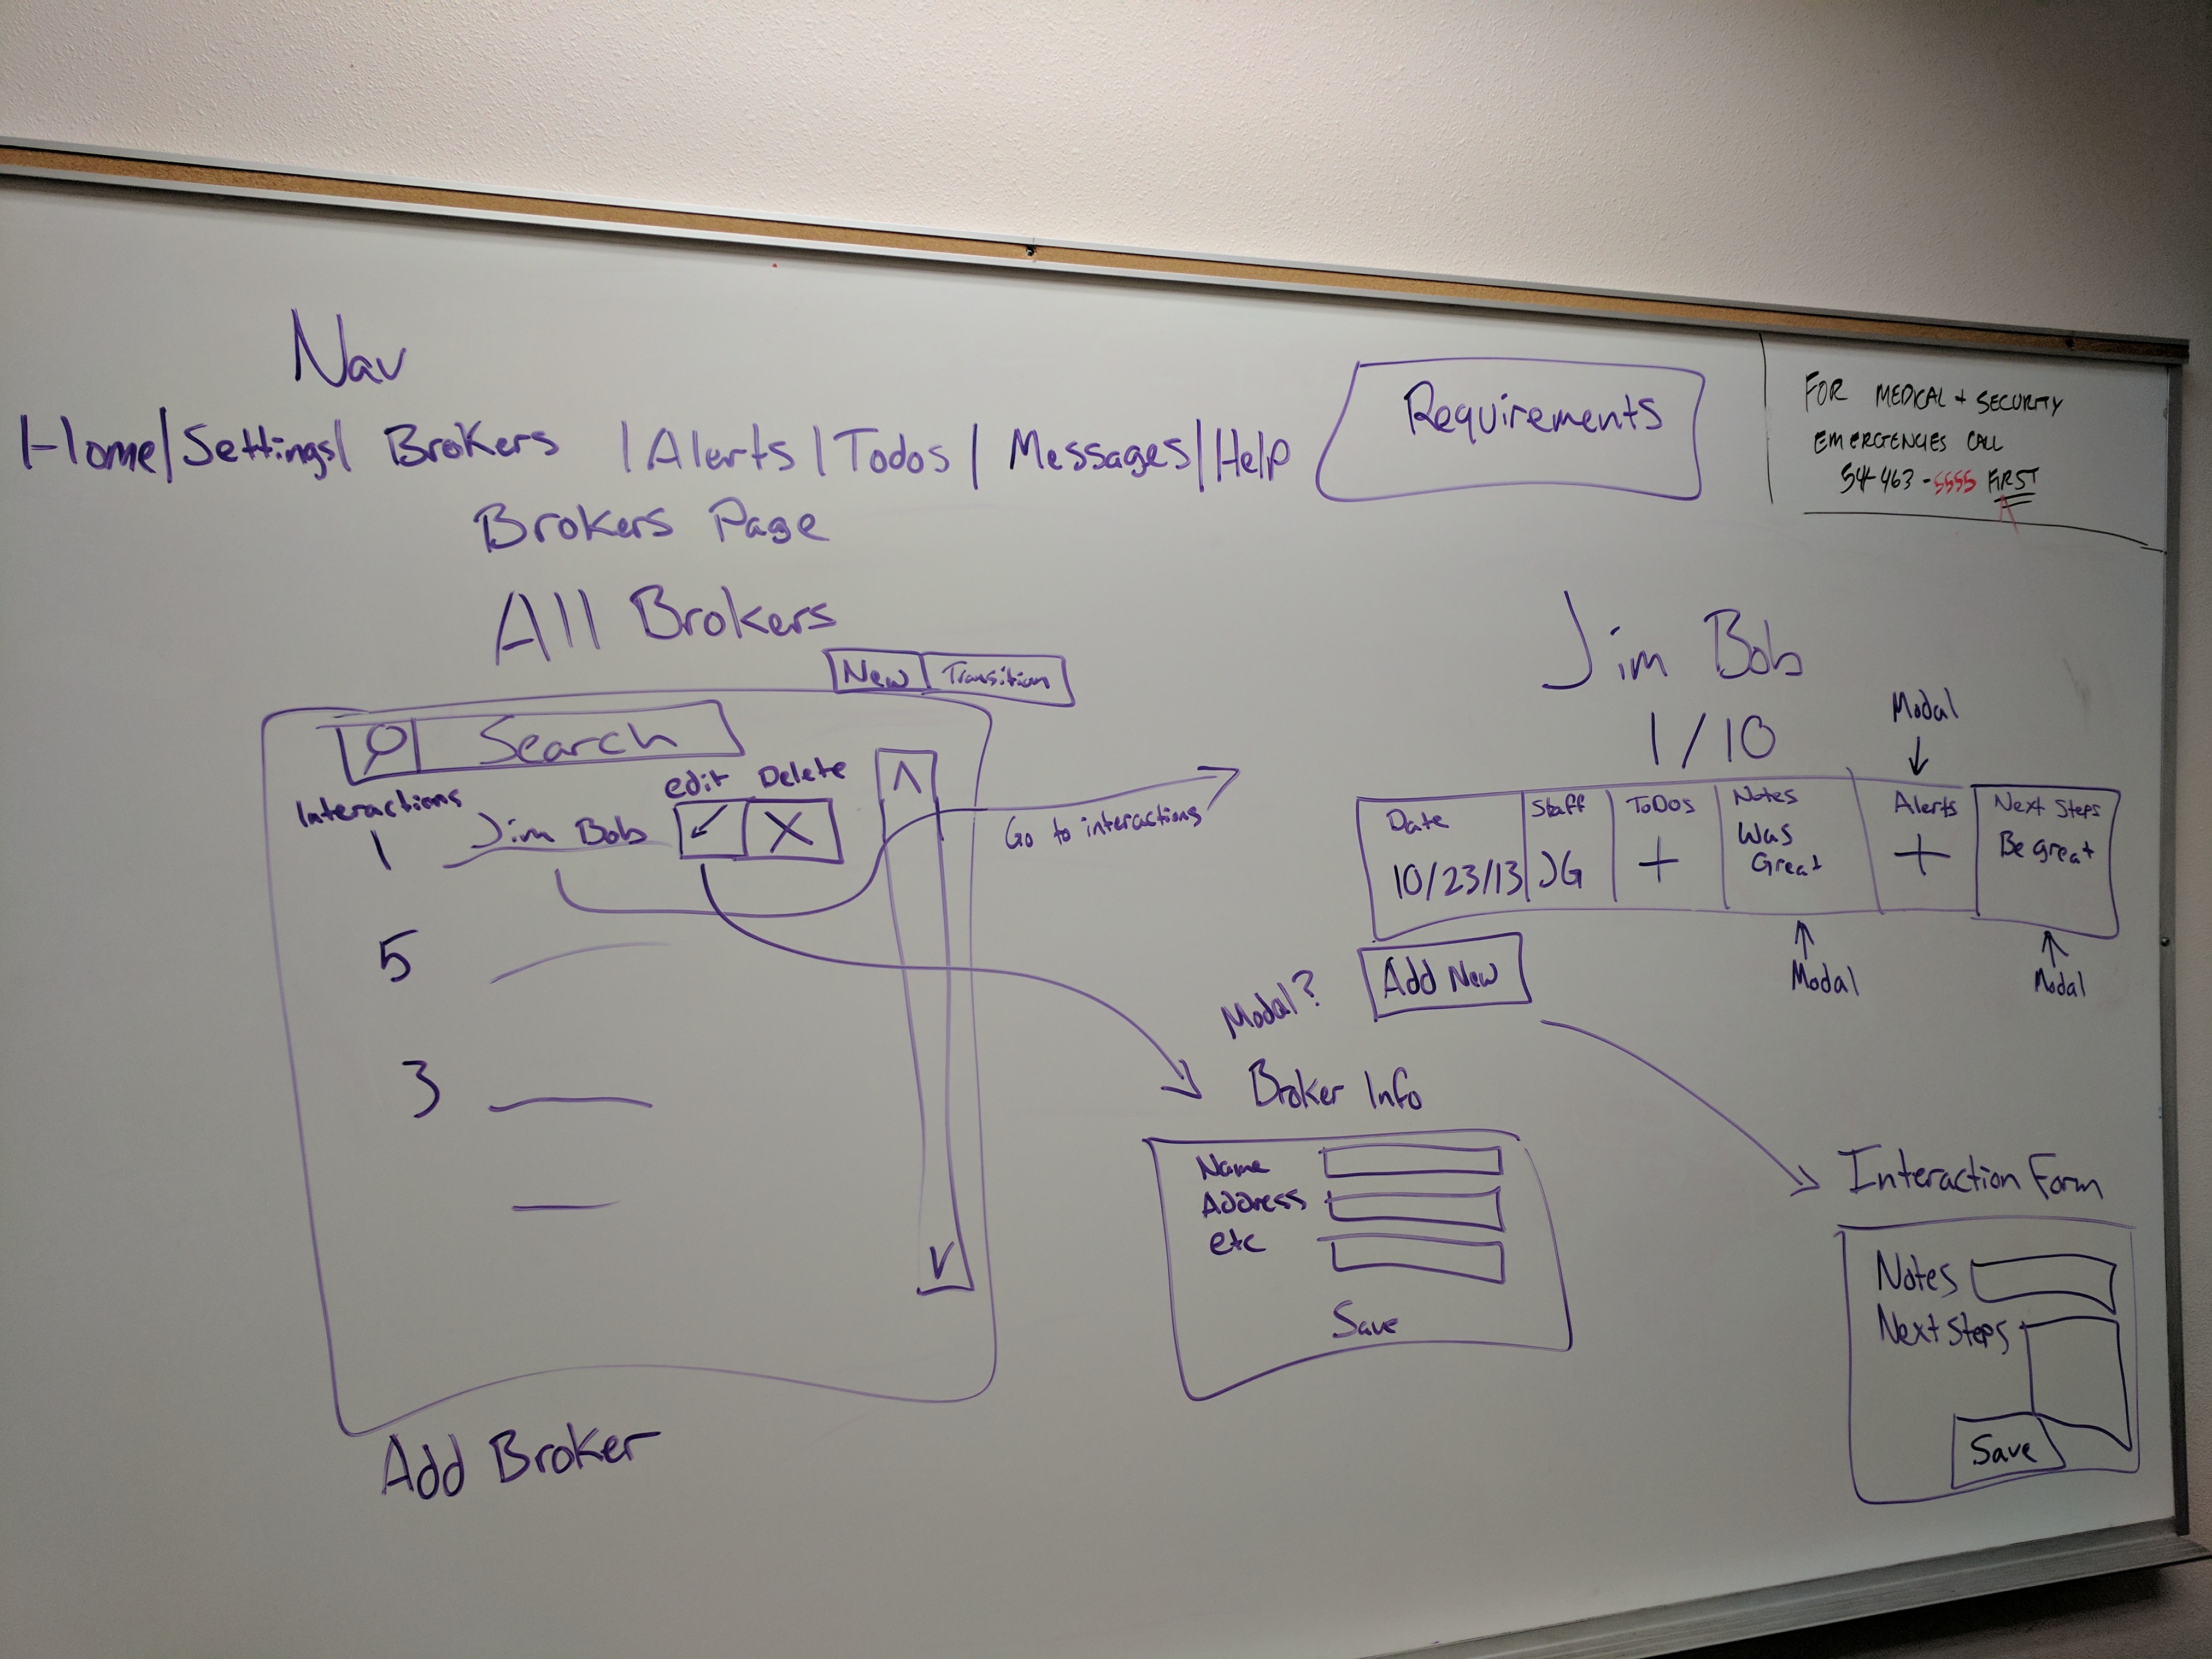 Nav
Home | Settings | Brokers | Alerts | Todos | Messages | Help
Requirements
FOR MEDICAL + SECURITY
EMERGENCIES CALL
54-463-5555 FIRST
Brokers Page
All Brokers
New Transition
Search
Interactions
edit Delete
1 Jim Bob X
5
3
Add Broker
Go to interactions
Jim Bob
1/10
Modal
Date Staff ToDos Notes Alerts Next Steps
10/23/13 JG + Was Great + Be great
Modal Modal
Add New
Modal?
Broker Info
Name
Address
etc
Save
Interaction Form
Notes
Next Steps
Save